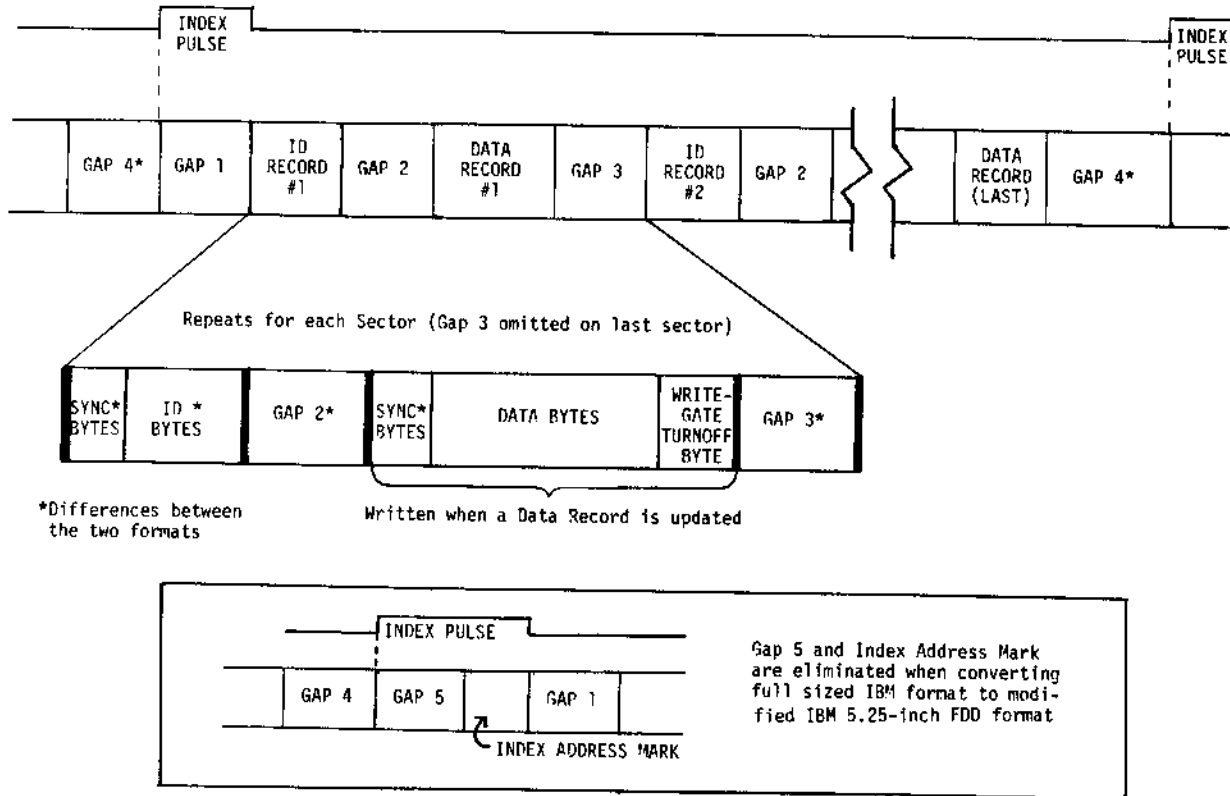 INDEX
PULSE
INDEX
PULSE
GAP 4*
GAP 1
ID
RECORD
#1
GAP 2
DATA
RECORD
#1
GAP 3
ID
RECORD
#2
GAP 2
DATA
RECORD
(LAST)
GAP 4*
Repeats for each Sector (Gap 3 omitted on last sector)
SYNC*
BYTES
ID *
BYTES
GAP 2*
SYNC*
BYTES
DATA BYTES
WRITE-
GATE
TURNOFF
BYTE
GAP 3*
*Differences between
the two formats
Written when a Data Record is updated
INDEX PULSE
GAP 4
GAP 5
GAP 1
INDEX ADDRESS MARK
Gap 5 and Index Address Mark
are eliminated when converting
full sized IBM format to modi-
fied IBM 5.25-inch FDD format